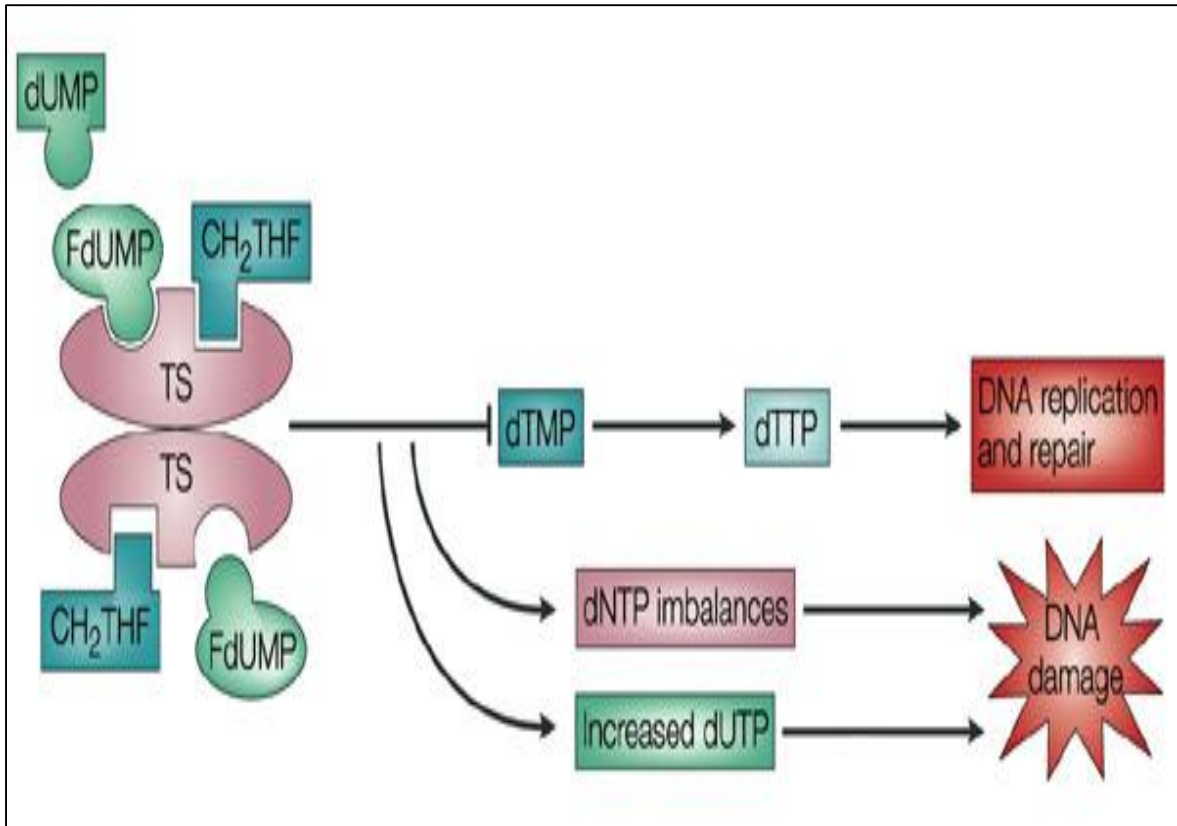 dUMP
FdUMP
CH₂THF
TS
TS
CH₂THF
FdUMP
dTMP
dTTP
DNA replication
and repair
dNTP imbalances
Increased dUTP
DNA
damage